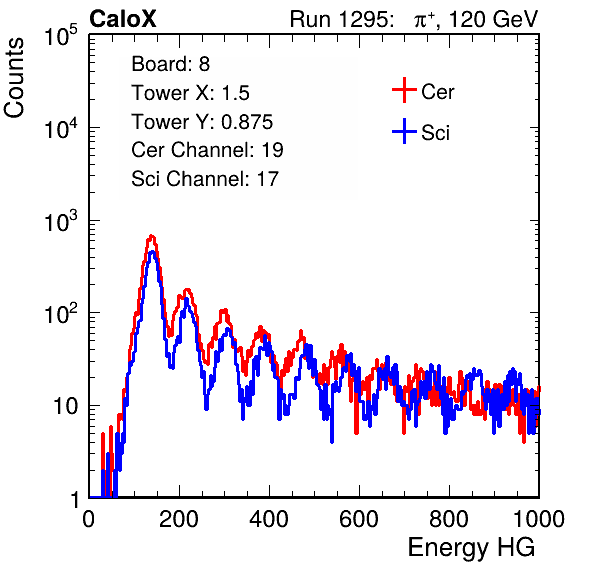 CaloX Run 1295: π⁺, 120 GeV
Counts
Board: 8
Tower X: 1.5
Tower Y: 0.875
Cer Channel: 19
Sci Channel: 17
Cer
Sci
10⁵
10⁴
10³
10²
10
1
0 200 400 600 800 1000
Energy HG